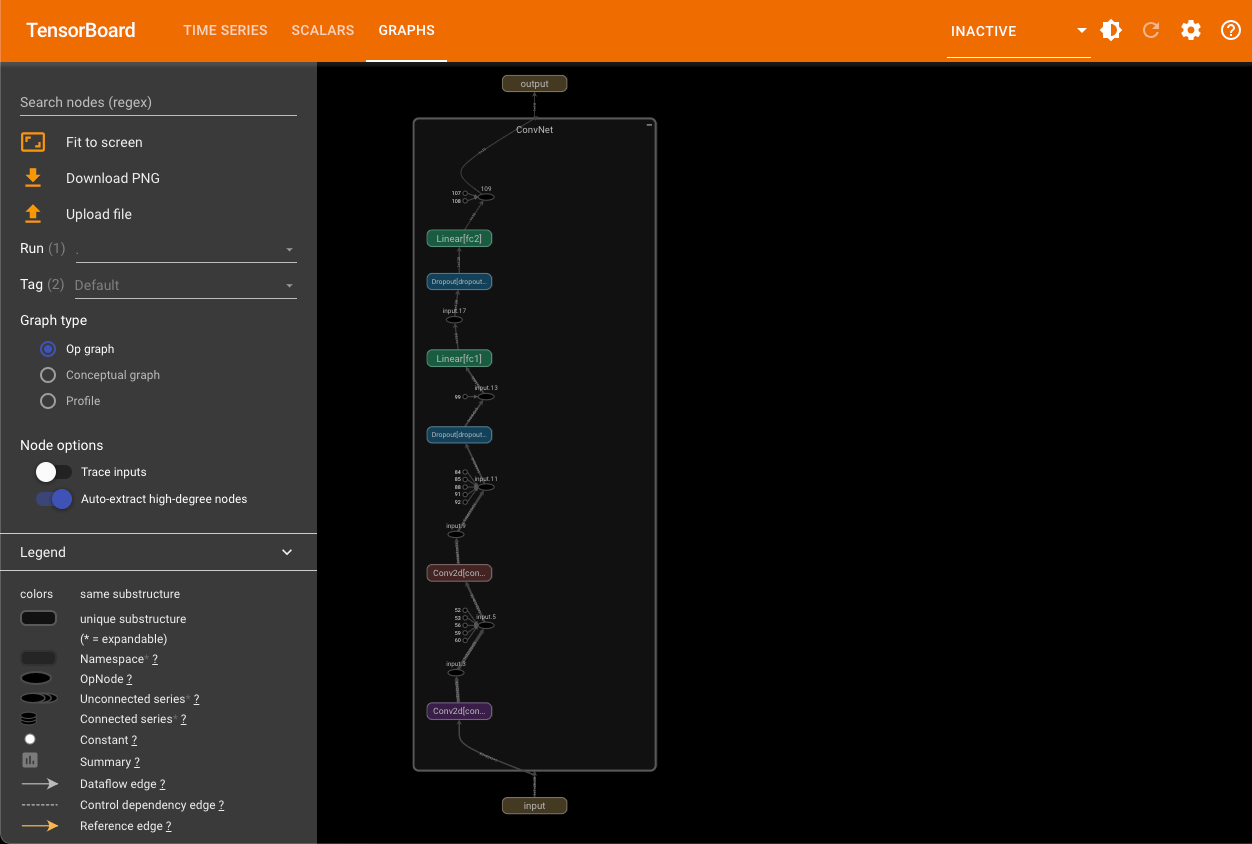 TensorBoard TIME SERIES SCALARS GRAPHS INACTIVE
Search nodes (regex)
Fit to screen
Download PNG
Upload file
Run (1) .
Tag (2) Default
Graph type
Op graph
Conceptual graph
Profile
Node options
Trace inputs
Auto-extract high-degree nodes
Legend
colors same substructure
unique substructure
(* = expandable)
Namespace* ?
OpNode ?
Unconnected series* ?
Connected series* ?
Constant ?
Summary ?
Dataflow edge ?
Control dependency edge ?
Reference edge ?
output
ConvNet
109
107
108
Linear[fc2]
Dropout[dropout...
input.17
Linear[fc1]
input.13
99
Dropout[dropout...
84
85
88
91
92
input.11
input.9
Conv2d[con...
52
53
56
59
60
input.5
input.3
Conv2d[con...
input